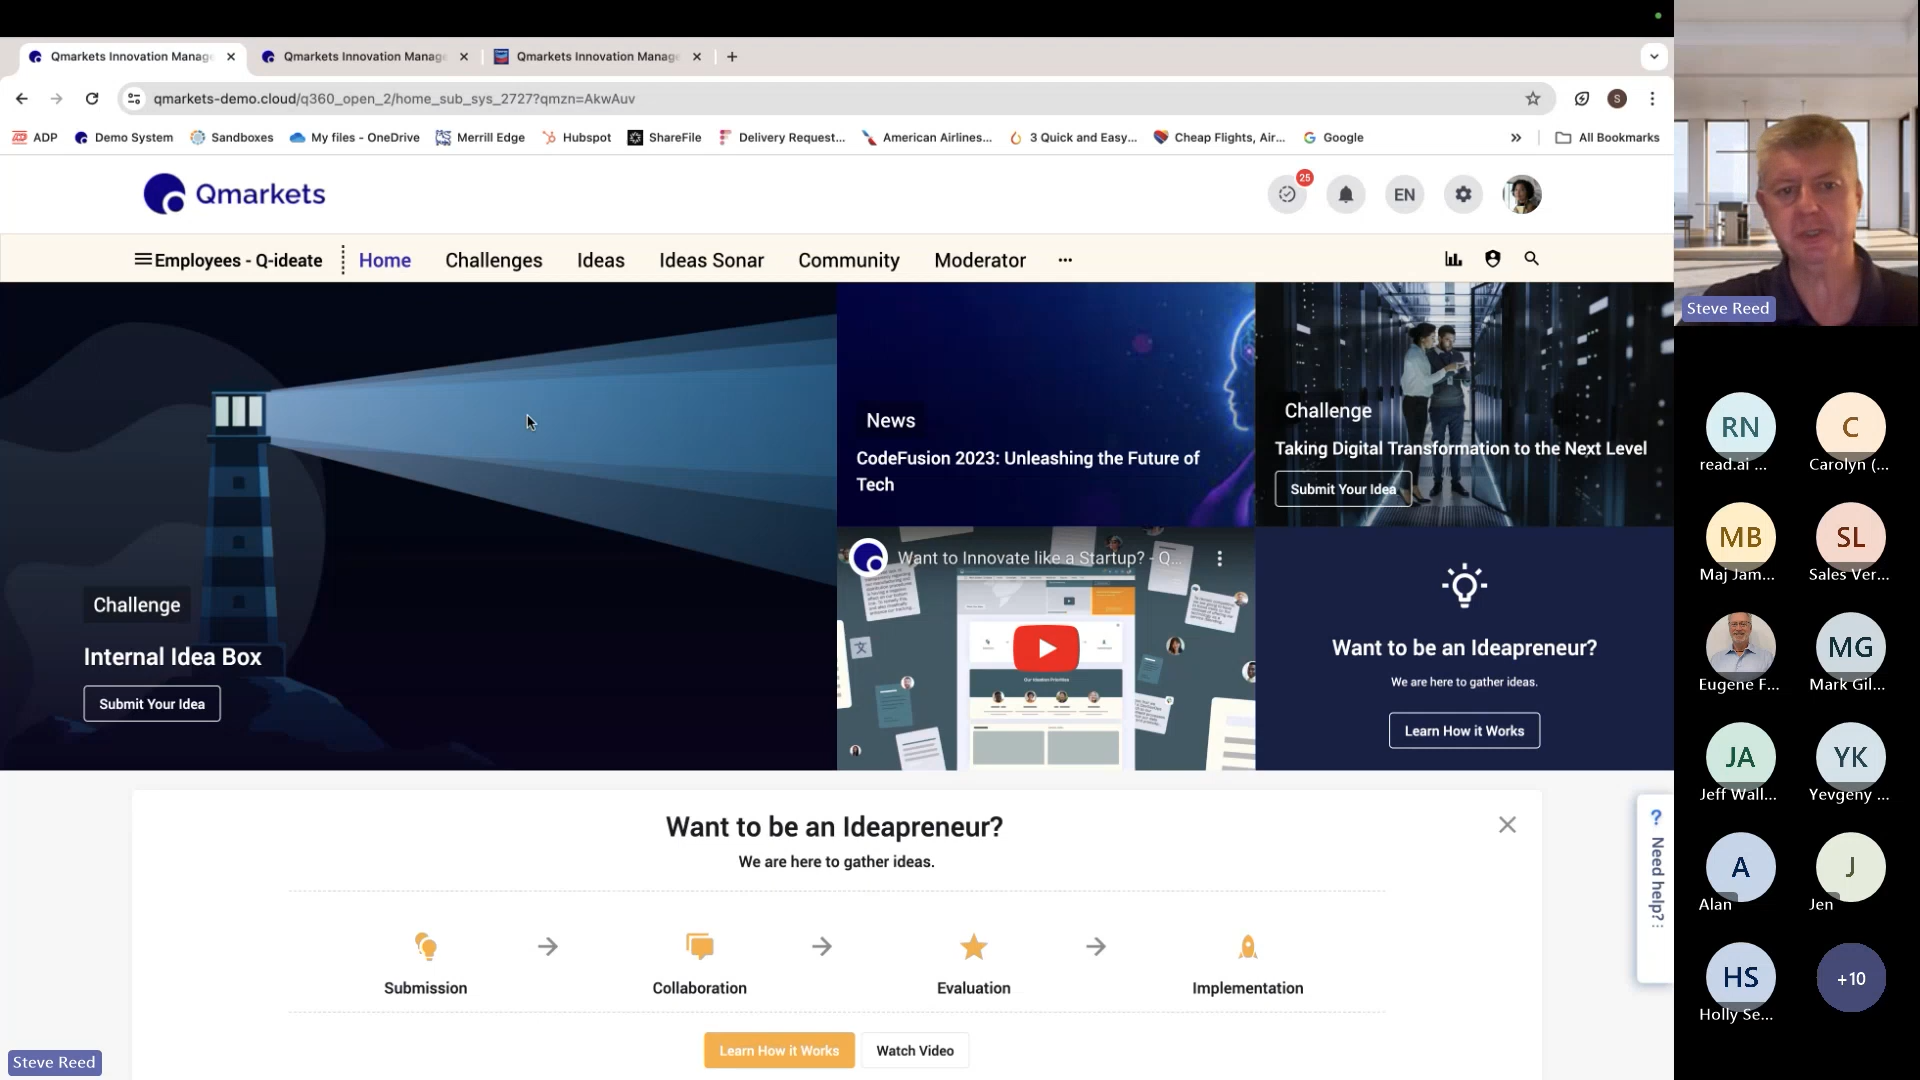 Qmarkets Innovation Manag
Qmarkets Innovation Manage
Qmarkets Innovation Manage
qmarkets-demo.cloud/q360_open_2/home_sub_sys_2727?qmzn=AkwAuv
S
ADP
Demo System
Sandboxes
My files - OneDrive
Merrill Edge
Hubspot
ShareFile
Delivery Request...
American Airlines...
3 Quick and Easy...
Cheap Flights, Air...
Google
»
All Bookmarks
Qmarkets
25
EN
Employees - Q-ideate
Home
Challenges
Ideas
Ideas Sonar
Community
Moderator
...
Challenge
Internal Idea Box
Submit Your Idea
News
CodeFusion 2023: Unleashing the Future of
Tech
Challenge
Taking Digital Transformation to the Next Level
Submit Your Idea
Want to Innovate like a Startup? - Q...
Our Ideation Priorities
Want to be an Ideapreneur?
We are here to gather ideas.
Learn How it Works
Want to be an Ideapreneur?
We are here to gather ideas.
Submission
Collaboration
Evaluation
Implementation
Learn How it Works
Watch Video
? Need help?
Steve Reed
Steve Reed
RN
read.ai ...
C
Carolyn (...
MB
Maj Jam...
SL
Sales Ver...
Eugene F...
MG
Mark Gil...
JA
Jeff Wall...
YK
Yevgeny ...
A
Alan
J
Jen
HS
Holly Se...
+10